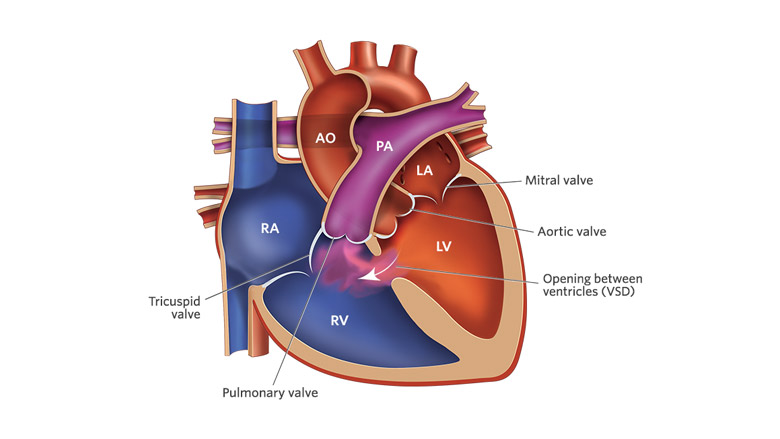 AO
PA
LA
Mitral valve
RA
LV
Aortic valve
Opening between
ventricles (VSD)
Tricuspid
valve
RV
Pulmonary valve